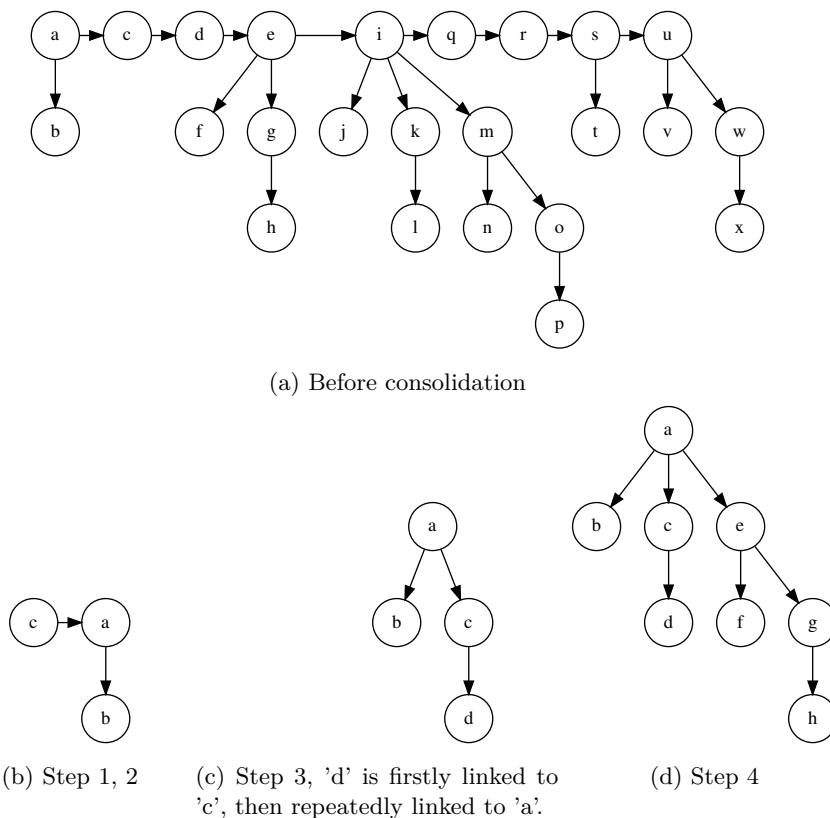 a c d e i q r s u
b f g j k m t v w
h l n o x
p
(a) Before consolidation
a
a b c e
b c d f g
c a
b d h
(b) Step 1, 2
(c) Step 3, 'd' is firstly linked to
'c', then repeatedly linked to 'a'.
(d) Step 4